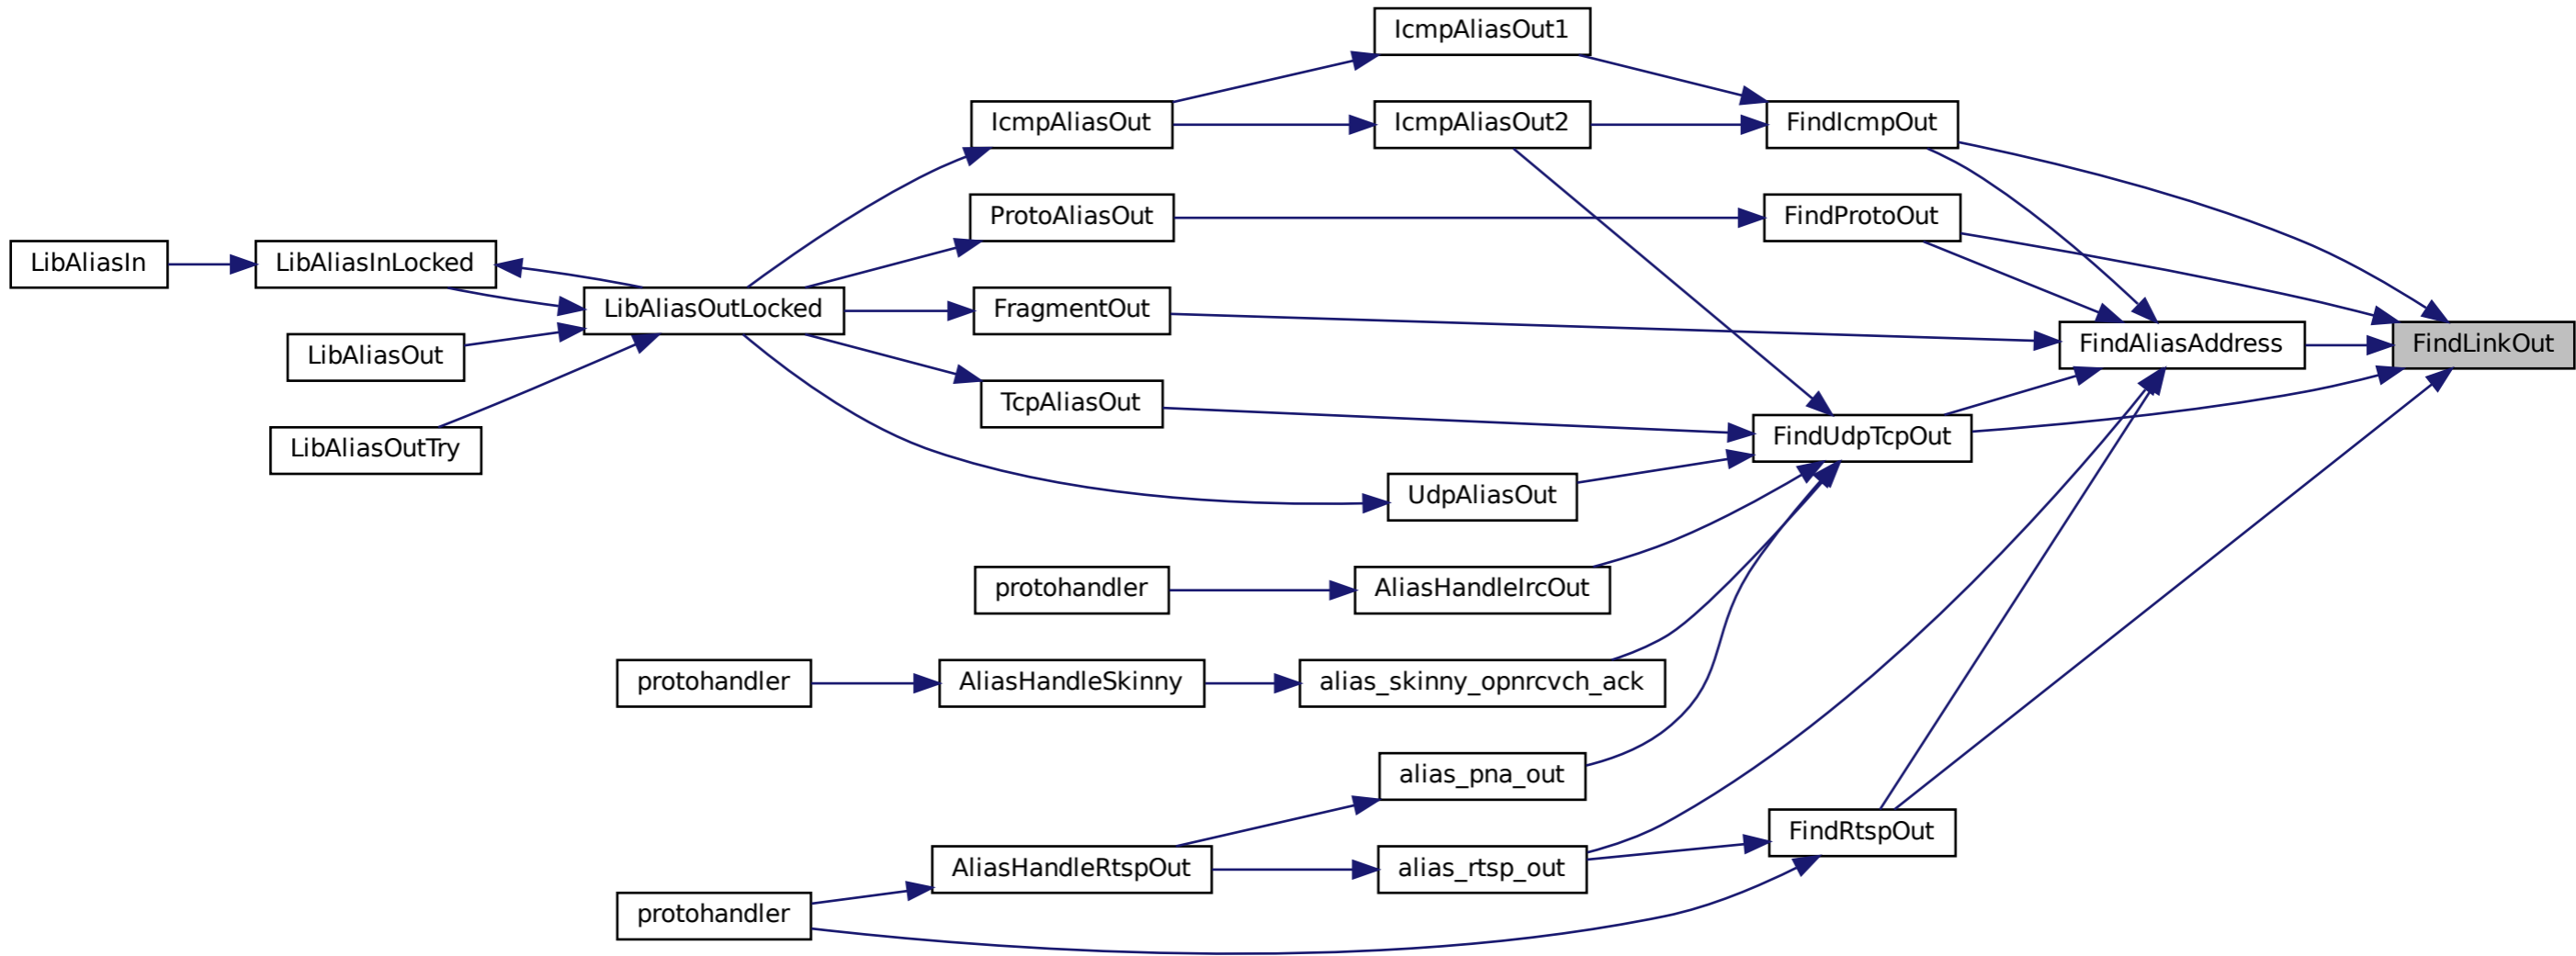 IcmpAliasOut1
IcmpAliasOut
IcmpAliasOut2
FindIcmpOut
ProtoAliasOut
FindProtoOut
LibAliasIn
LibAliasInLocked
LibAliasOutLocked
FragmentOut
FindAliasAddress
FindLinkOut
LibAliasOut
TcpAliasOut
FindUdpTcpOut
LibAliasOutTry
UdpAliasOut
protohandler
AliasHandleIrcOut
protohandler
AliasHandleSkinny
alias_skinny_opnrcvch_ack
alias_pna_out
FindRtspOut
AliasHandleRtspOut
alias_rtsp_out
protohandler